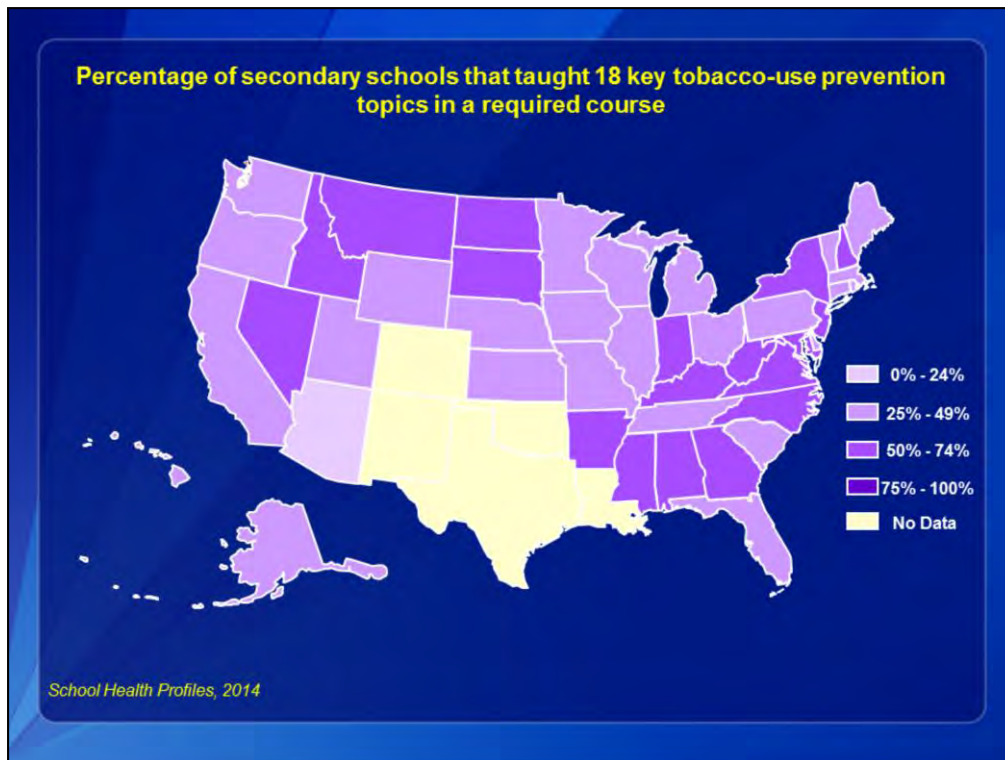 Percentage of secondary schools that taught 18 key tobacco-use prevention
topics in a required course
0% - 24%
25% - 49%
50% - 74%
75% - 100%
No Data
School Health Profiles, 2014